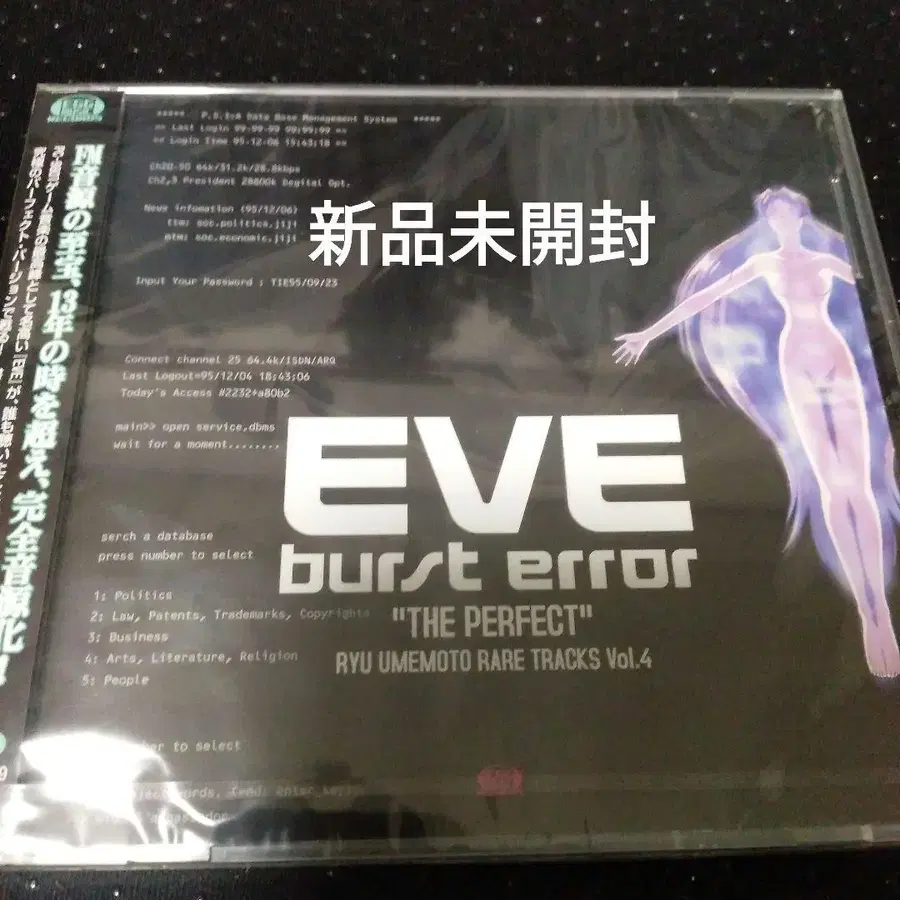 EGG
MUSIC
RECORDS
FM音源の至宝、13年の時を超え、完全音源化!
***** P.S.I:A Data Base Management System *****
== Last Login 99-99-99 99:99:99 ==
== Login Time 95-12-06 15:43:18 ==
Ch20-50 64k/31.2k/28.8kbps
Ch2,3 President 28800k Degital Opt.
News infomation (95/12/06)
ttw: soc.politics.jiji
mtm: soc.economic.jiji
新品未開封
Input Your Password : TIE55/09/23
Connect channel 25 64.4k/ISDN/ARQ
Last Logout=95/12/04 18:43:06
Today's Access #2232+a80b2
main>> open service.dbms
wait for a moment........
EVE
burst error
serch a database
press number to select
1: Politics
2: Law, Patents, Trademarks, Copyrights
3: Business
4: Arts, Literature, Religion
5: People
"THE PERFECT"
RYU UMEMOTO RARE TRACKS Vol.4
number to select